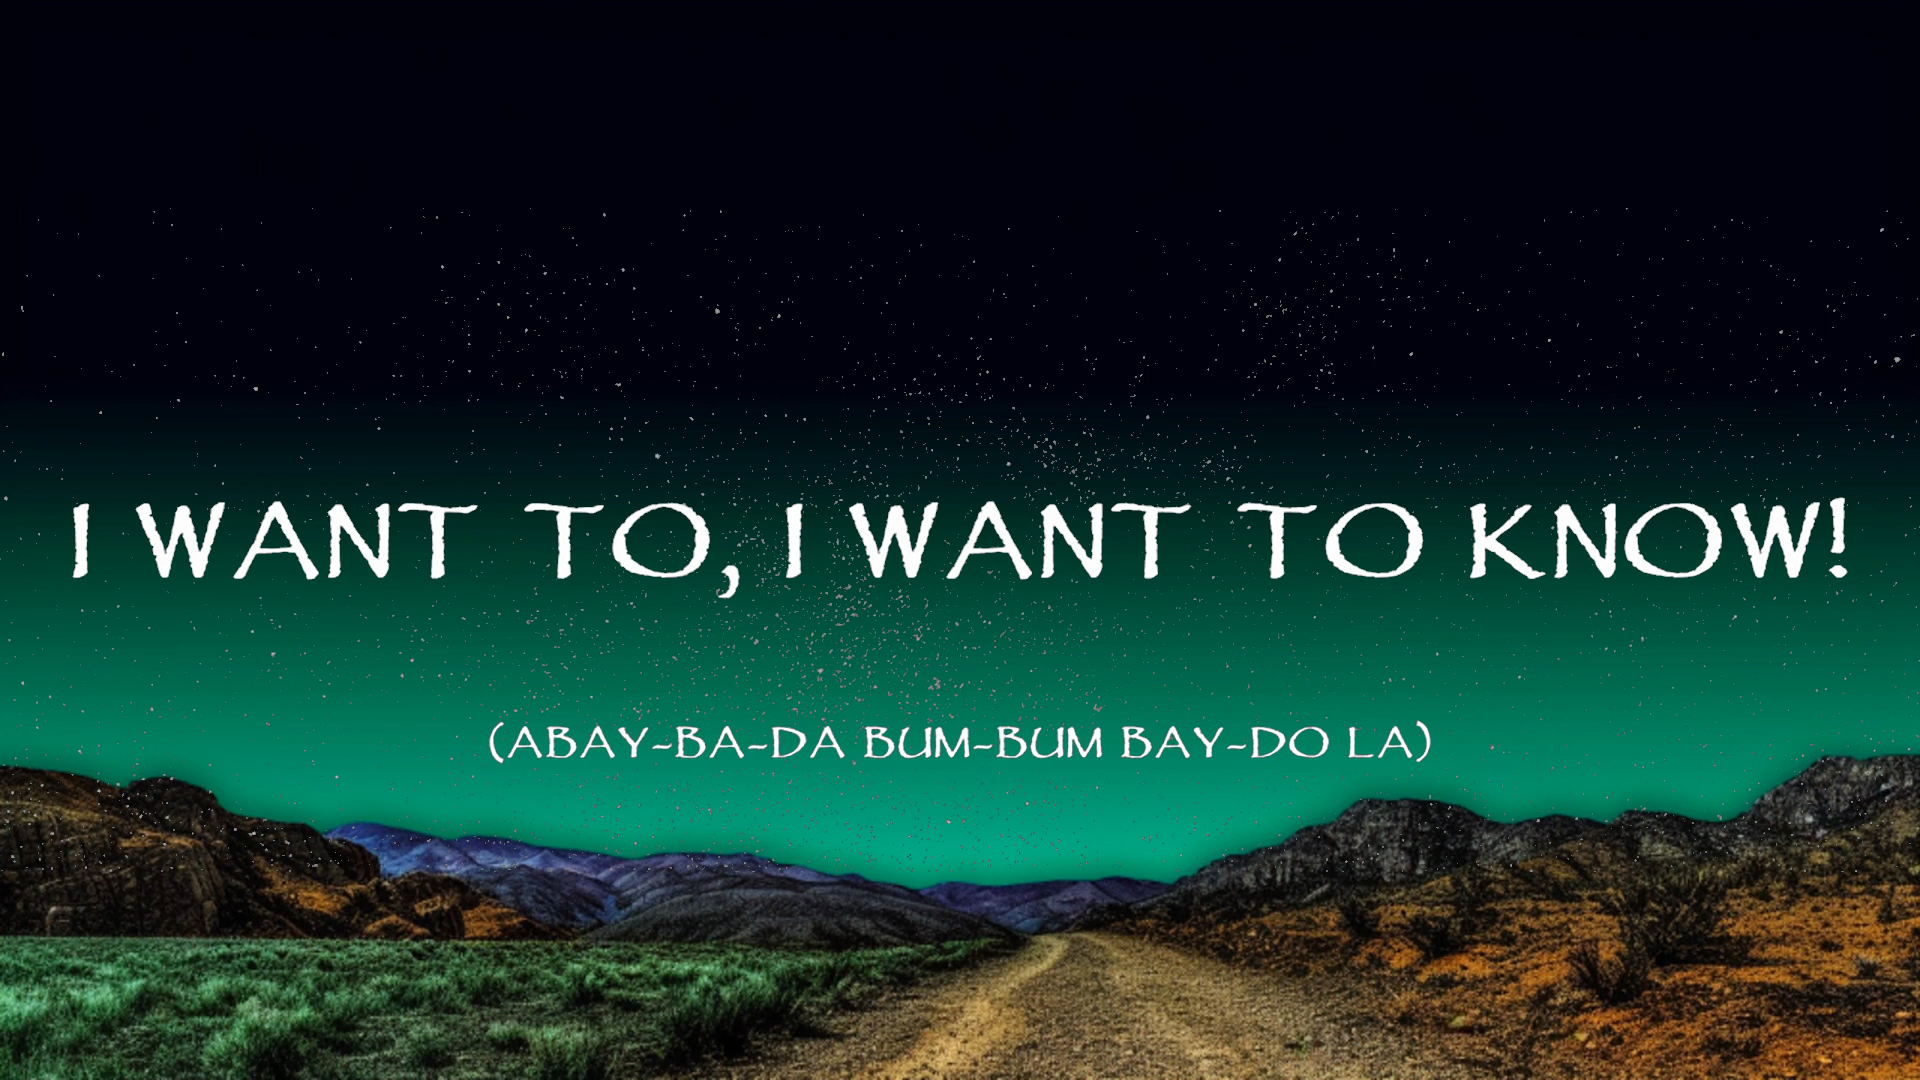 I WANT TO, I WANT TO KNOW!
(ABAY-BA-DA BUM-BUM BAY-DO LA)